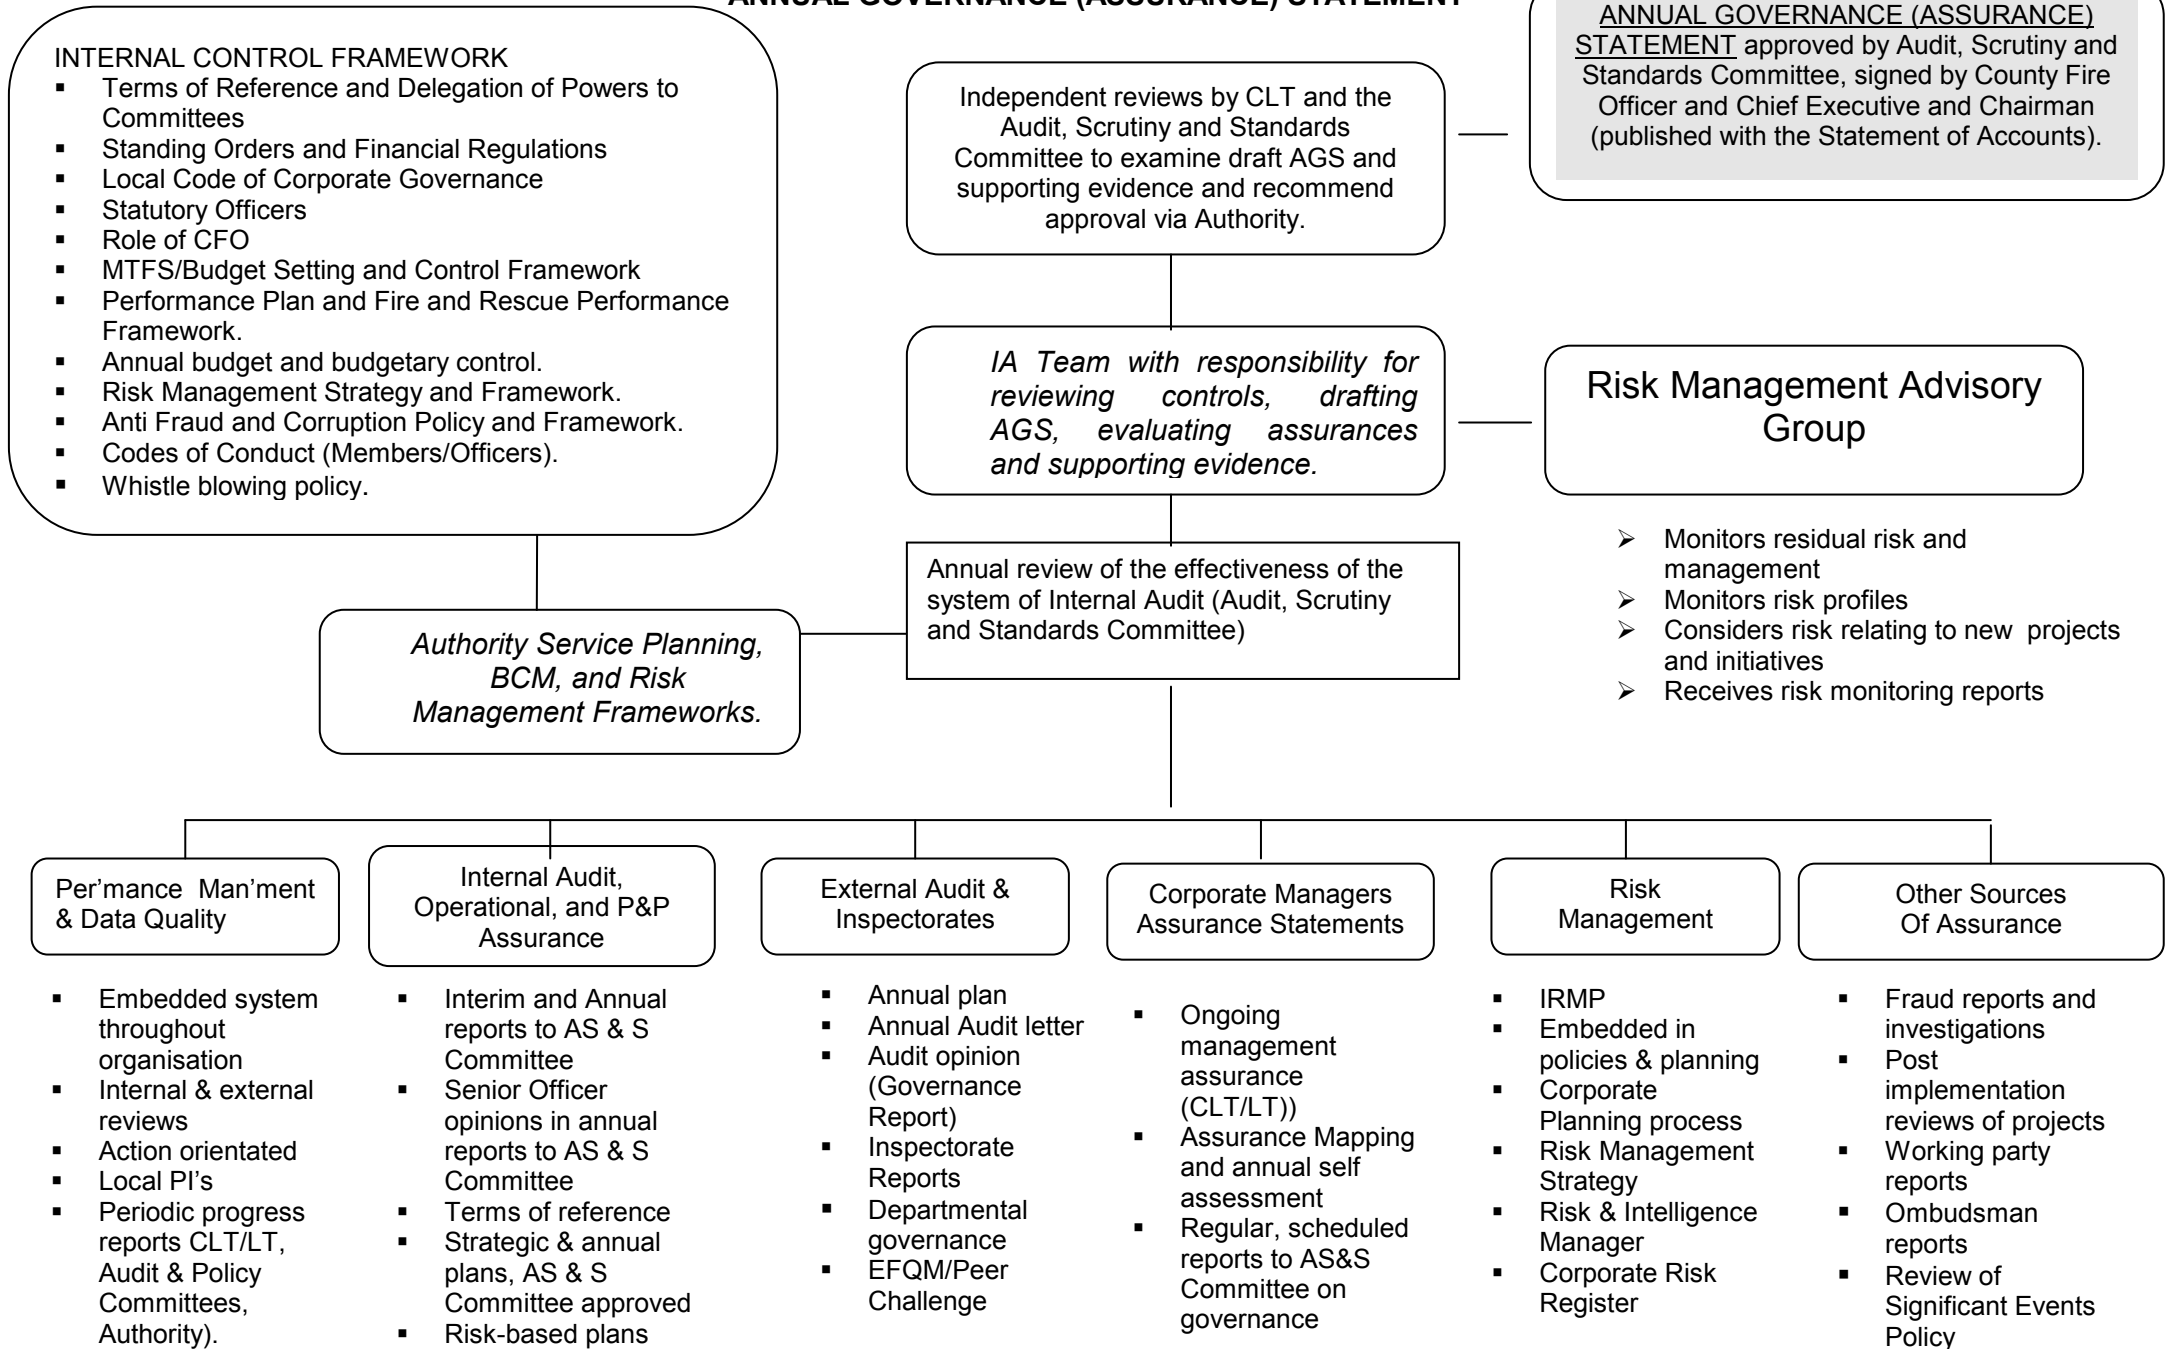 ANNUAL GOVERNANCE (ASSURANCE) STATEMENT
INTERNAL CONTROL FRAMEWORK
▪ Terms of Reference and Delegation of Powers to
Committees
▪ Standing Orders and Financial Regulations
▪ Local Code of Corporate Governance
▪ Statutory Officers
▪ Role of CFO
▪ MTFS/Budget Setting and Control Framework
▪ Performance Plan and Fire and Rescue Performance
Framework.
▪ Annual budget and budgetary control.
▪ Risk Management Strategy and Framework.
▪ Anti Fraud and Corruption Policy and Framework.
▪ Codes of Conduct (Members/Officers).
▪ Whistle blowing policy.
Independent reviews by CLT and the
Audit, Scrutiny and Standards
Committee to examine draft AGS and
supporting evidence and recommend
approval via Authority.
ANNUAL GOVERNANCE (ASSURANCE)
STATEMENT approved by Audit, Scrutiny and
Standards Committee, signed by County Fire
Officer and Chief Executive and Chairman
(published with the Statement of Accounts).
IA Team with responsibility for
reviewing controls, drafting
AGS, evaluating assurances
and supporting evidence.
Risk Management Advisory
Group
➢ Monitors residual risk and
management
➢ Monitors risk profiles
➢ Considers risk relating to new projects
and initiatives
➢ Receives risk monitoring reports
Annual review of the effectiveness of the
system of Internal Audit (Audit, Scrutiny
and Standards Committee)
Authority Service Planning,
BCM, and Risk
Management Frameworks.
Per’mance Man’ment
& Data Quality
▪ Embedded system
throughout
organisation
▪ Internal & external
reviews
▪ Action orientated
▪ Local PI’s
▪ Periodic progress
reports CLT/LT,
Audit & Policy
Committees,
Authority).
Internal Audit,
Operational, and P&P
Assurance
▪ Interim and Annual
reports to AS & S
Committee
▪ Senior Officer
opinions in annual
reports to AS & S
Committee
▪ Terms of reference
▪ Strategic & annual
plans, AS & S
Committee approved
▪ Risk-based plans
External Audit &
Inspectorates
▪ Annual plan
▪ Annual Audit letter
▪ Audit opinion
(Governance
Report)
▪ Inspectorate
Reports
▪ Departmental
governance
▪ EFQM/Peer
Challenge
Corporate Managers
Assurance Statements
▪ Ongoing
management
assurance
(CLT/LT))
▪ Assurance Mapping
and annual self
assessment
▪ Regular, scheduled
reports to AS&S
Committee on
governance
Risk
Management
▪ IRMP
▪ Embedded in
policies & planning
▪ Corporate
Planning process
▪ Risk Management
Strategy
▪ Risk & Intelligence
Manager
▪ Corporate Risk
Register
Other Sources
Of Assurance
▪ Fraud reports and
investigations
▪ Post
implementation
reviews of projects
▪ Working party
reports
▪ Ombudsman
reports
▪ Review of
Significant Events
Policy